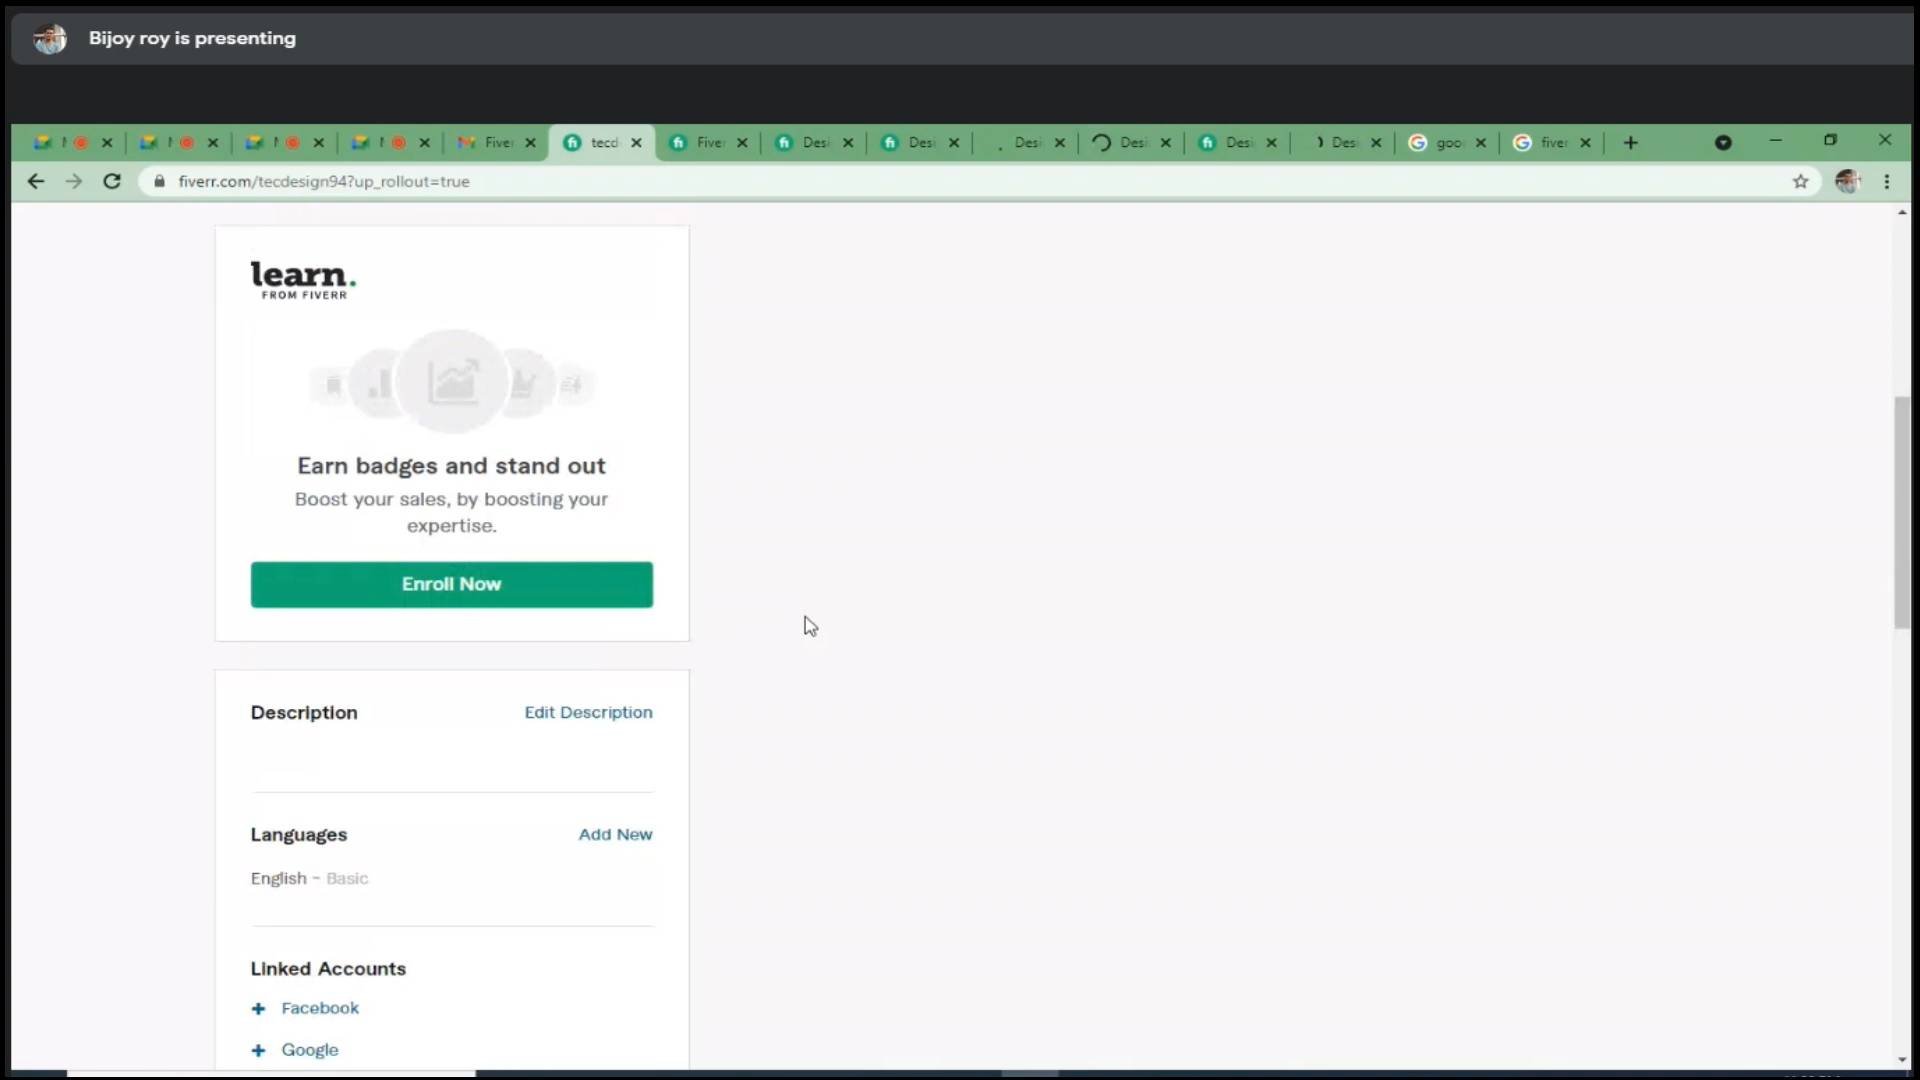 Bijoy roy is presenting
Fiver
tecd
Fiver
Desi
Desi
Desi
Desi
Desi
Desi
goo
fiver
fiverr.com/tecdesign94?up_rollout=true
learn.
FROM FIVERR
Earn badges and stand out
Boost your sales, by boosting your
expertise.
Enroll Now
Description
Edit Description
Languages
Add New
English - Basic
Linked Accounts
+ Facebook
+ Google